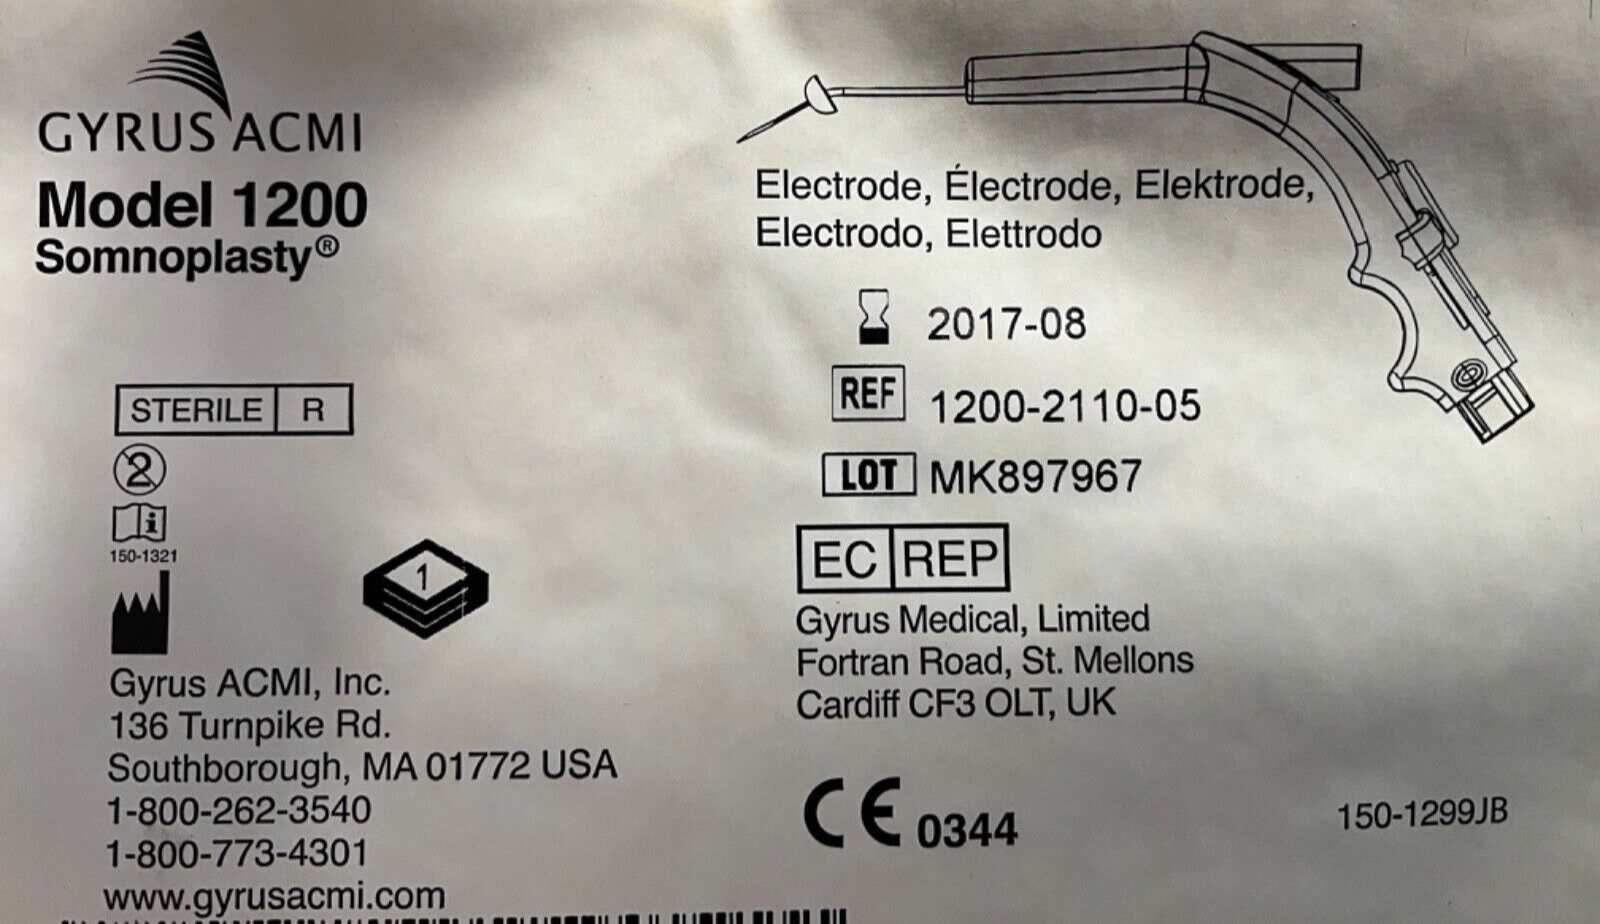 GYRUS ACMI
Model 1200
Somnoplasty®
STERILE R
2
i
150-1321
1
Gyrus ACMI, Inc.
136 Turnpike Rd.
Southborough, MA 01772 USA
1-800-262-3540
1-800-773-4301
www.gyrusacmi.com
Electrode, Électrode, Elektrode,
Electrodo, Elettrodo
2017-08
REF 1200-2110-05
LOT MK897967
EC REP
Gyrus Medical, Limited
Fortran Road, St. Mellons
Cardiff CF3 OLT, UK
CE 0344
150-1299JB